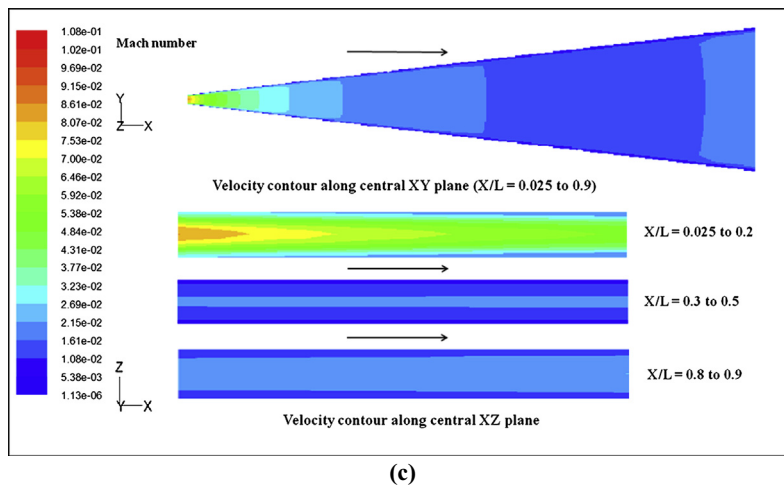 1.08e-01
1.02e-01
9.69e-02
9.15e-02
8.61e-02
8.07e-02
7.53e-02
7.00e-02
6.46e-02
5.92e-02
5.38e-02
4.84e-02
4.31e-02
3.77e-02
3.23e-02
2.69e-02
2.15e-02
1.61e-02
1.08e-02
5.38e-03
1.13e-06
Mach number
Y
Z X
Velocity contour along central XY plane (X/L = 0.025 to 0.9)
X/L = 0.025 to 0.2
X/L = 0.3 to 0.5
X/L = 0.8 to 0.9
Z
Y X
Velocity contour along central XZ plane
(c)